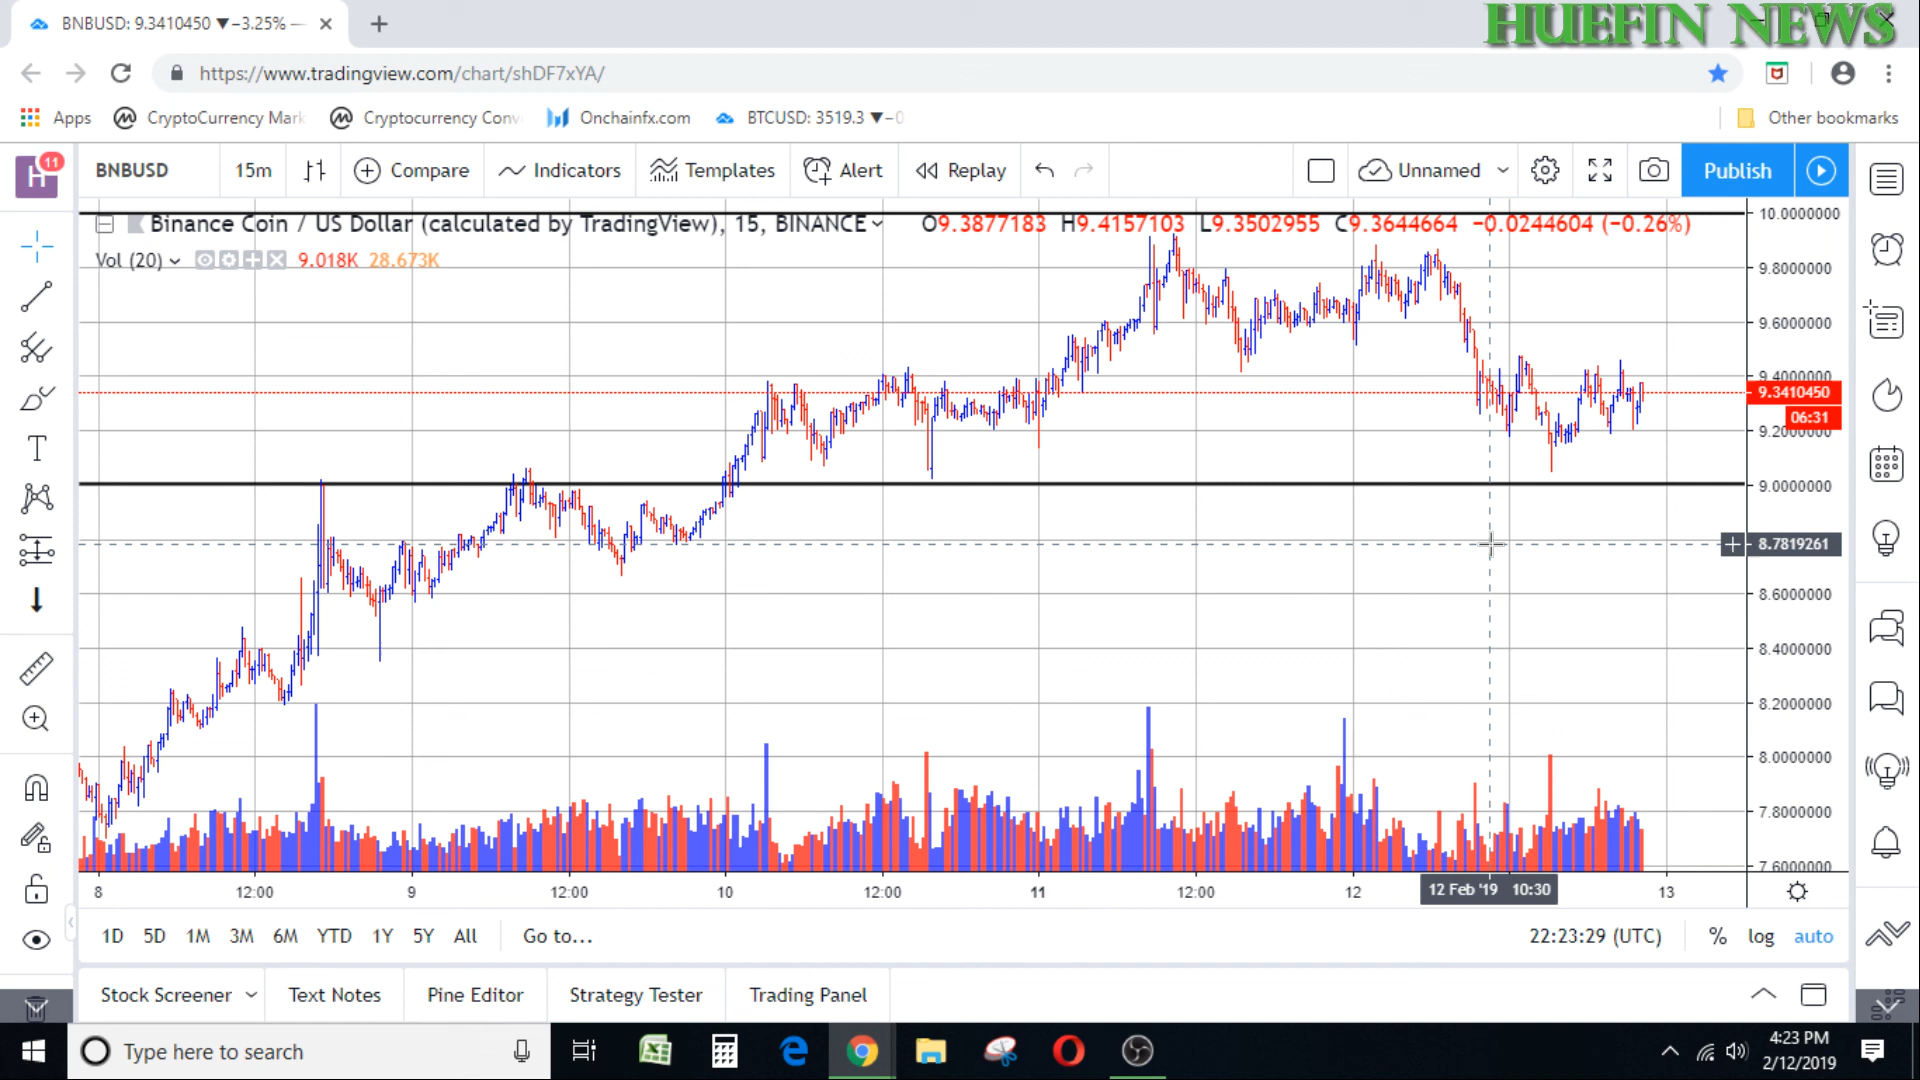 BNBUSD: 9.3410450 ▼−3.25% —
HUEFIN NEWS
https://www.tradingview.com/chart/shDF7xYA/
Apps CryptoCurrency Mark Cryptocurrency Conv Onchainfx.com BTCUSD: 3519.3 ▼−0 Other bookmarks
H 11 BNBUSD 15m Compare Indicators Templates Alert Replay Unnamed Publish
Binance Coin / US Dollar (calculated by TradingView), 15, BINANCE O9.3877183 H9.4157103 L9.3502955 C9.3644664 −0.0244604 (−0.26%)
Vol (20) 9.018K 28.673K
10.0000000
9.8000000
9.6000000
9.4000000
9.3410450
06:31
9.2000000
9.0000000
8.7819261
8.6000000
8.4000000
8.2000000
8.0000000
7.8000000
7.6000000
8 12:00 9 12:00 10 12:00 11 12:00 12 12 Feb '19 10:30 13
1D 5D 1M 3M 6M YTD 1Y 5Y All Go to... 22:23:29 (UTC) % log auto
Stock Screener Text Notes Pine Editor Strategy Tester Trading Panel
Type here to search
4:23 PM
2/12/2019